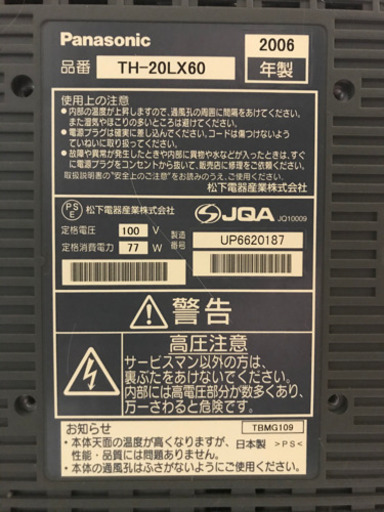 Panasonic
2006
品番 TH-20LX60 年製
使用上の注意
●内部の温度が上昇しますので、通風孔の周囲に間隔をあけてください。
また湿気やほこりの多いところは避けてください。
●電源プラグは確実に差し込んでください。コードは傷つけないよう
ていねいに取り扱ってください。
●故障や異常が発生したときや内部に異物や水などが入ったときは、すぐ
に電源プラグをコンセントから抜いて、販売店にご相談ください。
取扱説明書の"安全上のご注意"をお読みのうえ、ご使用ください。
松下電器産業株式会社
PSE 松下電器産業株式会社
JQA JQ10009
定格電圧 100 V
定格消費電力 77 W
製造番号 UP6620187
警告
高圧注意
サービスマン以外の方は、
裏ぶたをあけないでください。
内部には高電圧部分が数多くあり、
万一さわると危険です。
お知らせ
TBMG109
・本体天面の温度が高くなりますが、
性能・品質には問題ありません。
日本製 >PS<
・本体の通風孔はふさがないようにご使用ください。